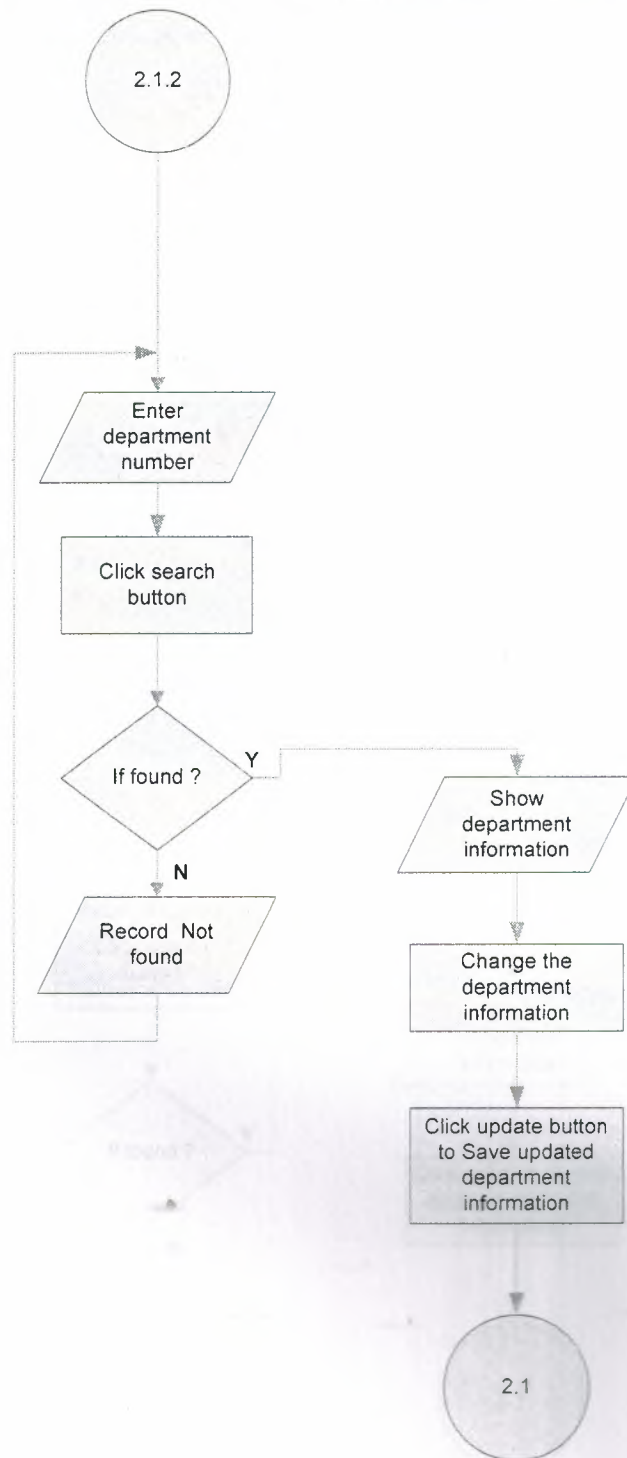 2.1.2
Enter
department
number
Click search
button
If found ?
Y
N
Record Not
found
Show
department
information
Change the
department
information
Click update button
to Save updated
department
information
2.1